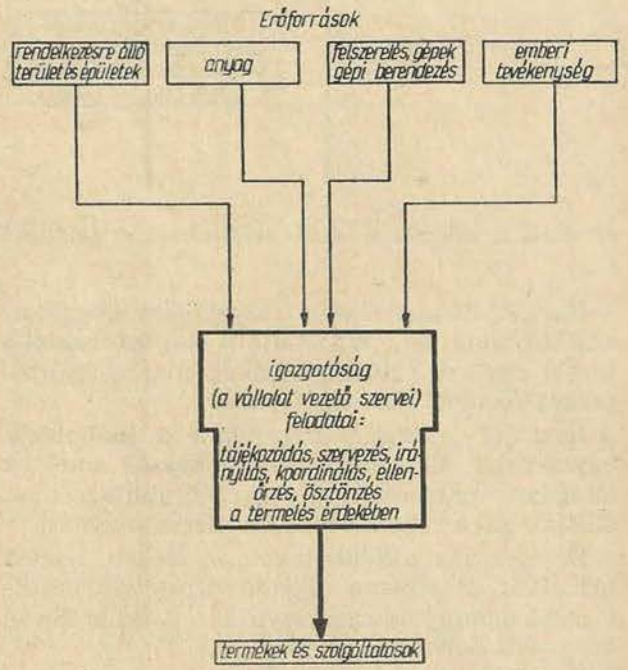 Erőforrások
rendelkezésre álló
terület és épületek
anyag
felszerelés, gépek
gépi berendezés
emberi
tevékenység
igazgatóság
(a vállalat vezető szervei)
feladatai:
tájékozódás, szervezés, irá-
nyítás, koordinálás, ellen-
őrzés, ösztönzés
a termelés érdekében
termékek és szolgáltatások